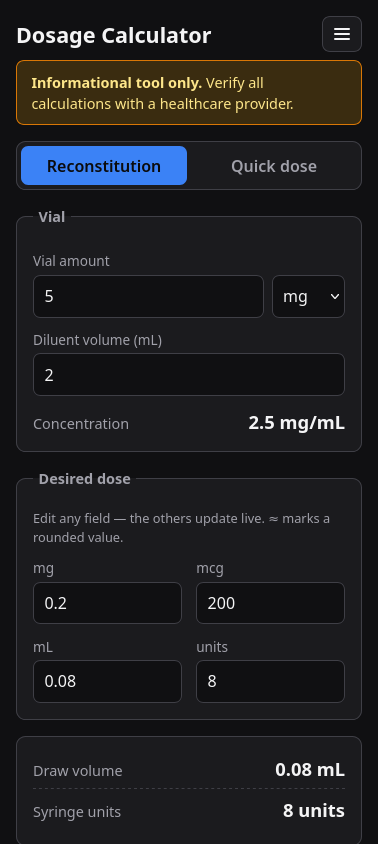 Dosage Calculator
Informational tool only. Verify all
calculations with a healthcare provider.
Reconstitution
Quick dose
Vial
Vial amount
5
mg
Diluent volume (mL)
2
Concentration
2.5 mg/mL
Desired dose
Edit any field — the others update live. ≈ marks a
rounded value.
mg
mcg
0.2
200
mL
units
0.08
8
Draw volume
0.08 mL
Syringe units
8 units